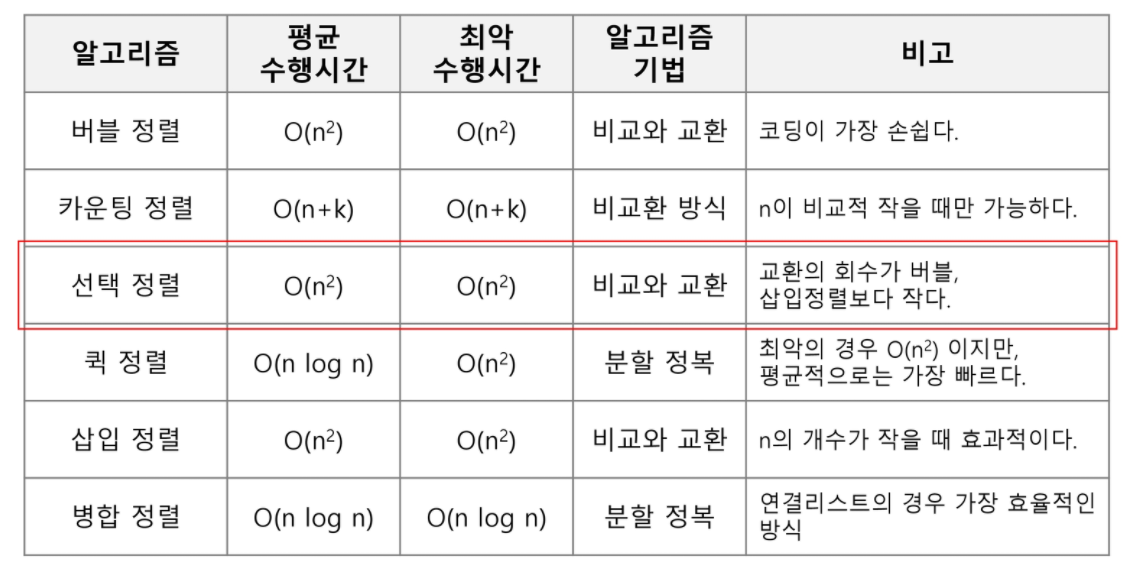 알고리즘 평균 수행시간 최악 수행시간 알고리즘 기법 비고
버블 정렬 O(n²) O(n²) 비교와 교환 코딩이 가장 손쉽다.
카운팅 정렬 O(n+k) O(n+k) 비교환 방식 n이 비교적 작을 때만 가능하다.
선택 정렬 O(n²) O(n²) 비교와 교환 교환의 회수가 버블,
삽입정렬보다 작다.
퀵 정렬 O(n log n) O(n²) 분할 정복 최악의 경우 O(n²) 이지만,
평균적으로는 가장 빠르다.
삽입 정렬 O(n²) O(n²) 비교와 교환 n의 개수가 작을 때 효과적이다.
병합 정렬 O(n log n) O(n log n) 분할 정복 연결리스트의 경우 가장 효율적인
방식